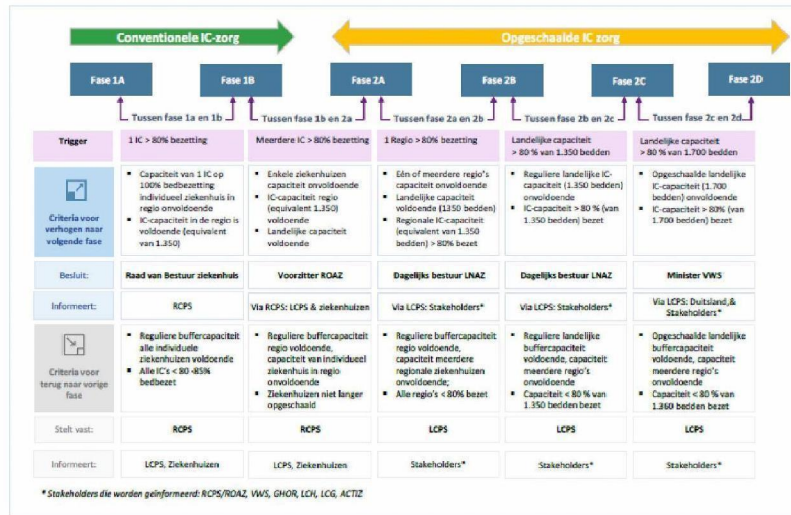 Conventionele IC-zorg
Opgeschaalde IC zorg
Fase 1A
Fase 1B
Fase 2A
Fase 2B
Fase 2C
Fase 2D
Tussen fase 1a en 1b
Tussen fase 1b en 2a
Tussen fase 2a en 2b
Tussen fase 2b en 2c
Tussen fase 2c en 2d
Trigger
1 IC > 80% bezetting
Meerdere IC > 80% bezetting
1 Regio > 80% bezetting
Landelijke capaciteit
> 80 % van 1.350 bedden
Landelijke capaciteit
> 80 % van 1.700 bedden
Criteria voor
verhogen naar
volgende fase
▪ Capaciteit van 1 IC op
100% bedbezetting
individueel ziekenhuis in
regio onvoldoende
▪ IC-capaciteit in de regio is
voldoende (equivalent
van 1.350)
▪ Enkele ziekenhuizen
capaciteit onvoldoende
▪ IC-capaciteit regio
(equivalent 1.350)
voldoende
▪ Landelijke capaciteit
voldoende
▪ Eén of meerdere regio's
capaciteit onvoldoende
▪ Landelijke capaciteit
voldoende (1350 bedden)
▪ Regionale IC-capaciteit
(equivalent van 1.350
bedden) > 80% bezet
▪ Reguliere landelijke IC-
capaciteit (1.350 bedden)
onvoldoende
▪ IC-capaciteit > 80 % (van
1.350 bedden) bezet
▪ Opgeschaalde landelijke
IC-capaciteit (1.700
bedden) onvoldoende
▪ IC-capaciteit > 80% (van
1.700 bedden) bezet
Besluit:
Raad van Bestuur ziekenhuis
Voorzitter ROAZ
Dagelijks bestuur LNAZ
Dagelijks bestuur LNAZ
Minister VWS
Informeert:
RCPS
Via RCPS: LCPS & ziekenhuizen
Via LCPS: Stakeholders*
Via LCPS: Stakeholders*
Via LCPS: Duitsland,&
Stakeholders*
Criteria voor
terug naar vorige
fase
▪ Reguliere buffercapaciteit
alle individuele
ziekenhuizen voldoende
▪ Alle IC's < 80 -85%
bedbezet
▪ Reguliere buffercapaciteit
regio voldoende,
capaciteit van individueel
ziekenhuis in regio
onvoldoende
▪ Ziekenhuizen niet langer
opgeschaald
▪ Reguliere buffercapaciteit
regio voldoende,
capaciteit meerdere
regionale ziekenhuizen
onvoldoende;
▪ Alle regio's < 80% bezet
▪ Reguliere landelijke
buffercapaciteit
voldoende, capaciteit
meerdere regio's
onvoldoende
▪ Capaciteit < 80 % van
1.350 bedden bezet
▪ Opgeschaalde landelijke
buffercapaciteit
voldoende, capaciteit
meerdere regio's
onvoldoende
▪ Capaciteit < 80 % van
1.360 bedden bezet
Stelt vast:
RCPS
RCPS
LCPS
LCPS
LCPS
Informeert:
LCPS, Ziekenhuizen
LCPS, Ziekenhuizen
Stakeholders*
Stakeholders*
Stakeholders*
* Stakeholders die worden geïnformeerd: RCPS/ROAZ, VWS, GHOR, LCH, LCG, ACTIZ